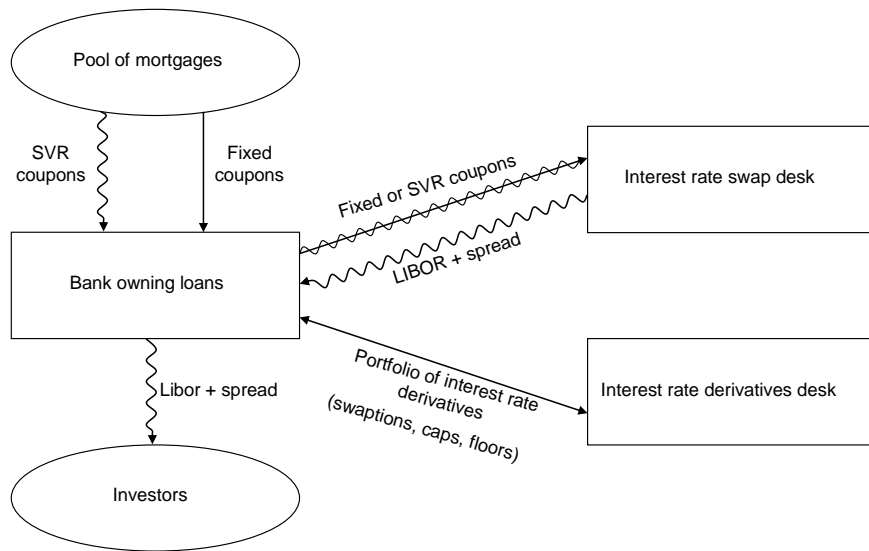 Pool of mortgages
SVR
coupons
Fixed
coupons
Fixed or SVR coupons
Interest rate swap desk
LIBOR + spread
Bank owning loans
Portfolio of interest rate
derivatives
(swaptions, caps, floors)
Interest rate derivatives desk
Libor + spread
Investors